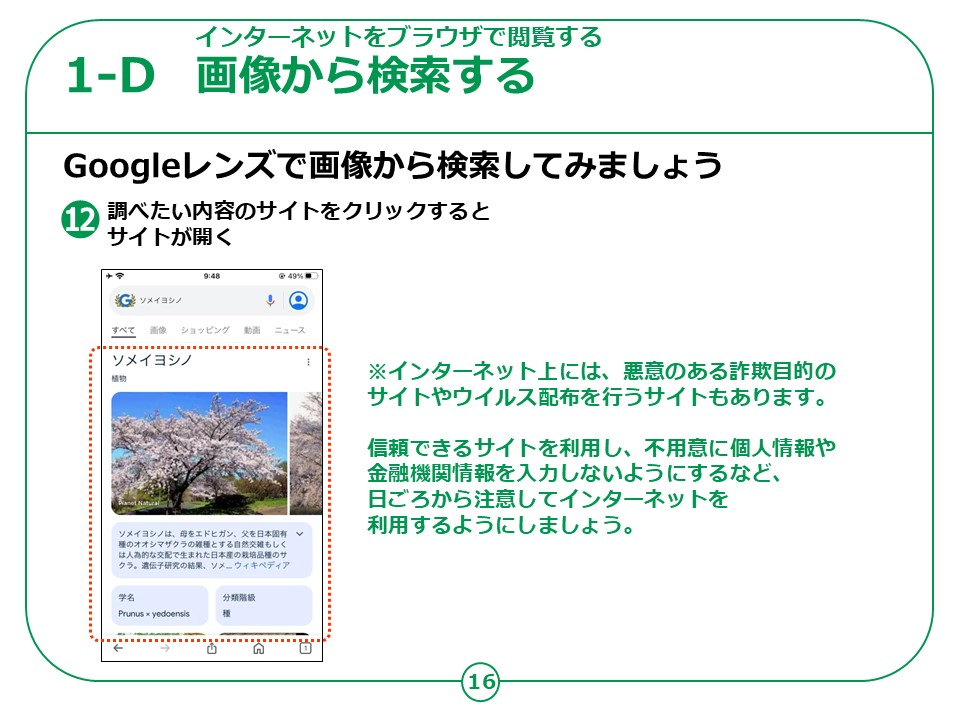 インターネットをブラウザで閲覧する
1-D 画像から検索する
Googleレンズで画像から検索してみましょう
12 調べたい内容のサイトをクリックすると
サイトが開く
9:48 49%
ソメイヨシノ
すべて 画像 ショッピング 動画 ニュース
ソメイヨシノ
植物
Planet Natural
ソメイヨシノは、母をエドヒガン、父を日本固有
種のオオシマザクラの雑種とする自然交雑もしく
は人為的な交配で生まれた日本産の栽培品種のサ
クラ。遺伝子研究の結果、ソメ... ウィキペディア
学名 分類階級
Prunus × yedoensis 種
1
※インターネット上には、悪意のある詐欺目的の
サイトやウイルス配布を行うサイトもあります。
信頼できるサイトを利用し、不用意に個人情報や
金融機関情報を入力しないようにするなど、
日ごろから注意してインターネットを
利用するようにしましょう。
16